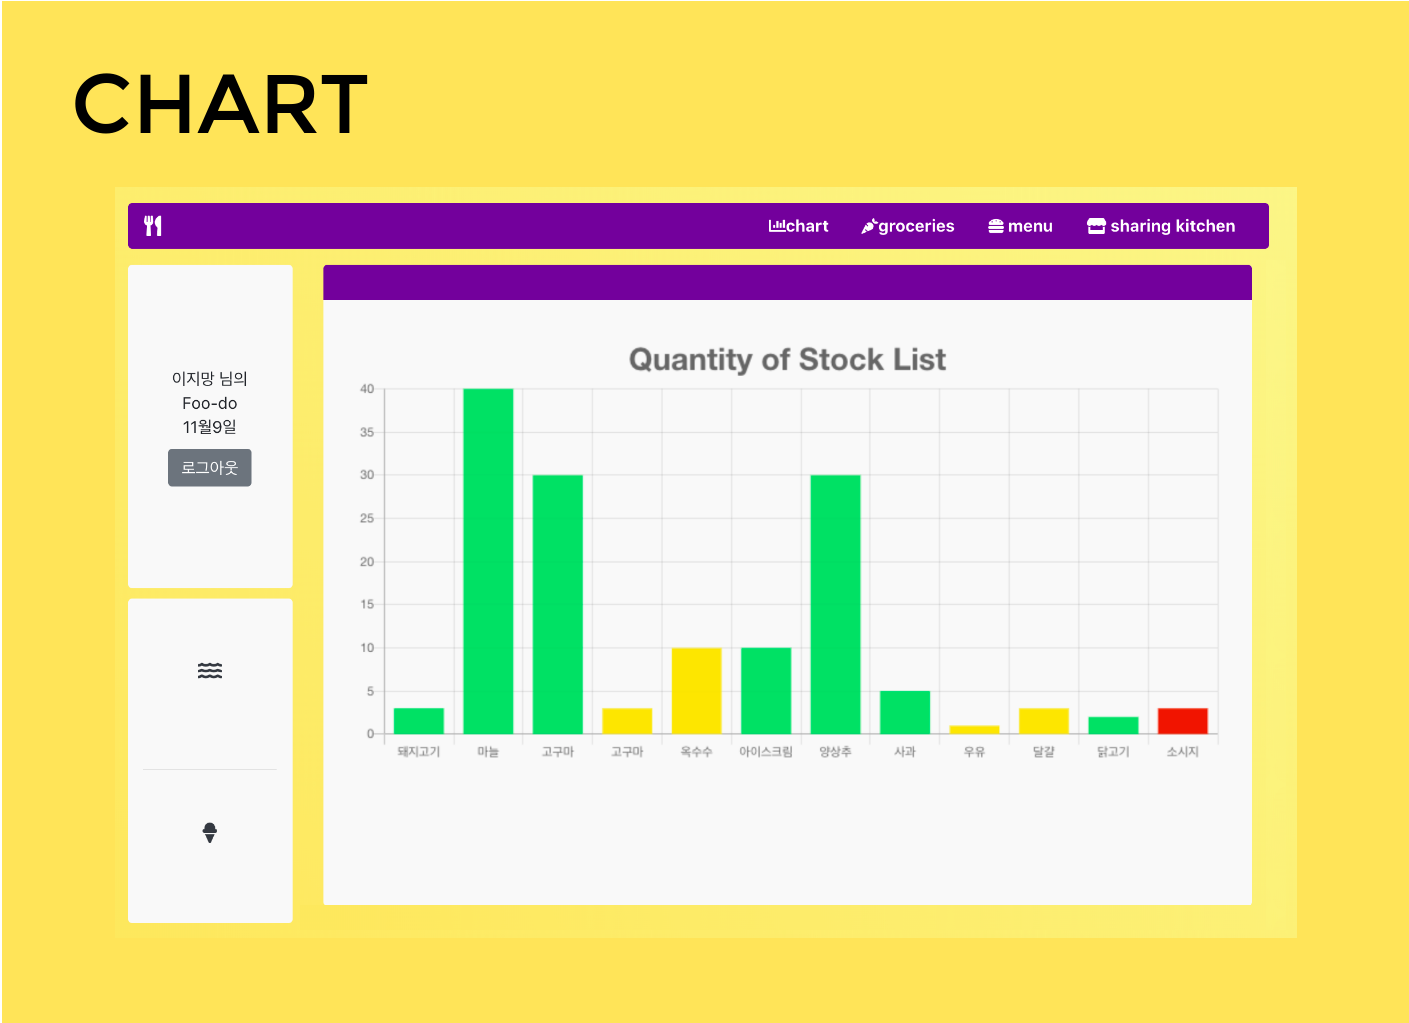 CHART
chart groceries menu sharing kitchen
이지망 님의
Foo-do
11월9일
로그아웃
Quantity of Stock List
40
35
30
25
20
15
10
5
0
돼지고기 마늘 고구마 고구마 옥수수 아이스크림 양상추 사과 우유 달걀 닭고기 소시지